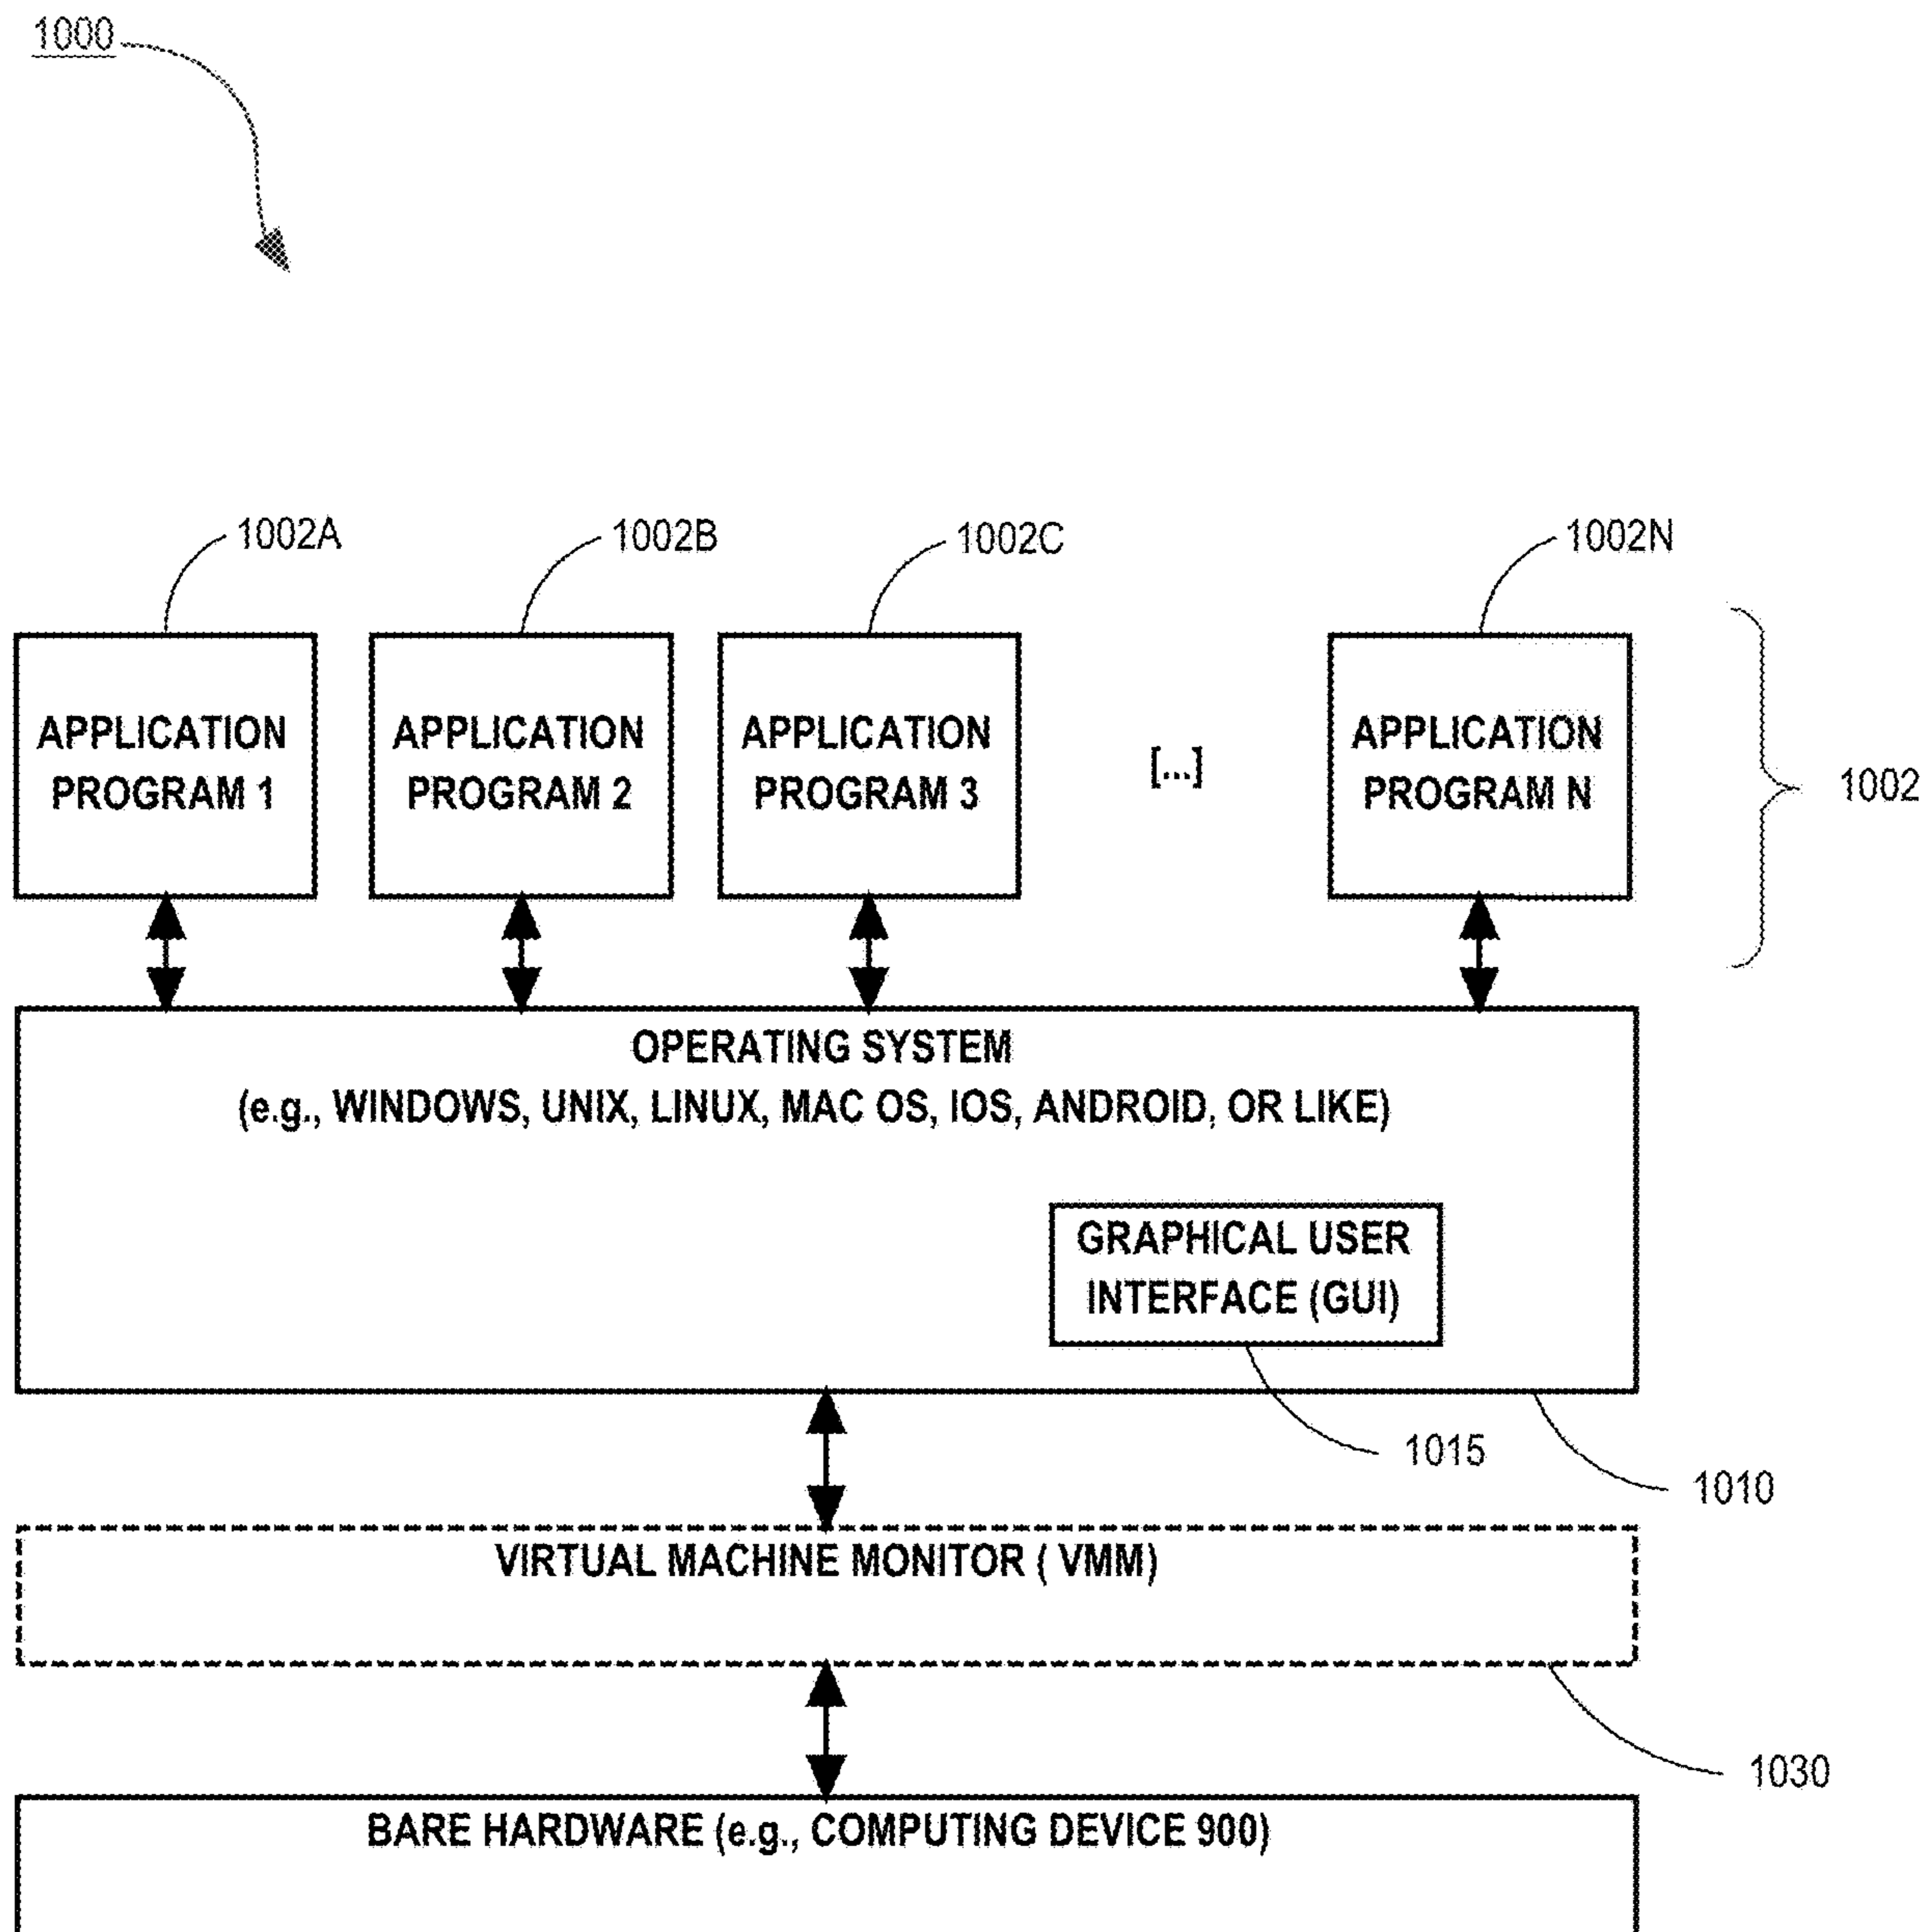 1000
1002A
1002B
1002C
1002N
APPLICATION
PROGRAM 1
APPLICATION
PROGRAM 2
APPLICATION
PROGRAM 3
[...]
APPLICATION
PROGRAM N
1002
OPERATING SYSTEM
(e.g., WINDOWS, UNIX, LINUX, MAC OS, IOS, ANDROID, OR LIKE)
GRAPHICAL USER
INTERFACE (GUI)
1015
1010
VIRTUAL MACHINE MONITOR ( VMM)
1030
BARE HARDWARE (e.g., COMPUTING DEVICE 900)